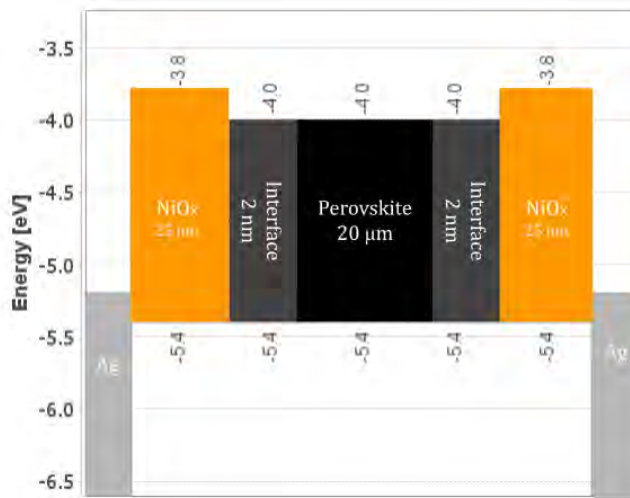 Energy [eV]
-3.5
-4.0
-4.5
-5.0
-5.5
-6.0
-6.5
-3.8
-4.0
-4.0
-4.0
-3.8
NiOx
25 nm
Interface
2 nm
Perovskite
20 µm
Interface
2 nm
NiOx
25 nm
Ag
Ag
-5.4
-5.4
-5.4
-5.4
-5.4